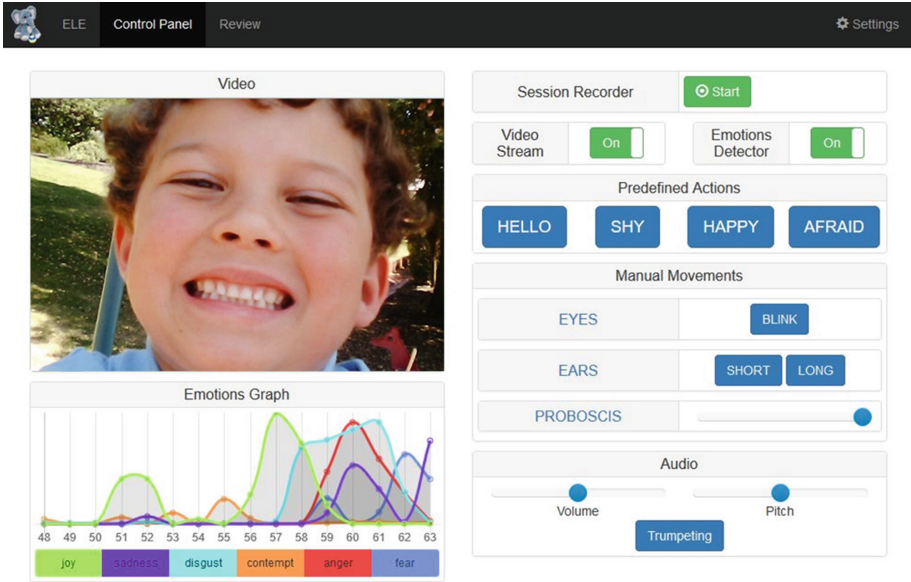 ELE Control Panel Review Settings
Video
Emotions Graph
48 49 50 51 52 53 54 55 56 57 58 59 60 61 62 63
joy sadness disgust contempt anger fear
Session Recorder Start
Video
Stream
On
Emotions
Detector
On
Predefined Actions
HELLO SHY HAPPY AFRAID
Manual Movements
EYES BLINK
EARS SHORT LONG
PROBOSCIS
Audio
Volume Pitch
Trumpeting